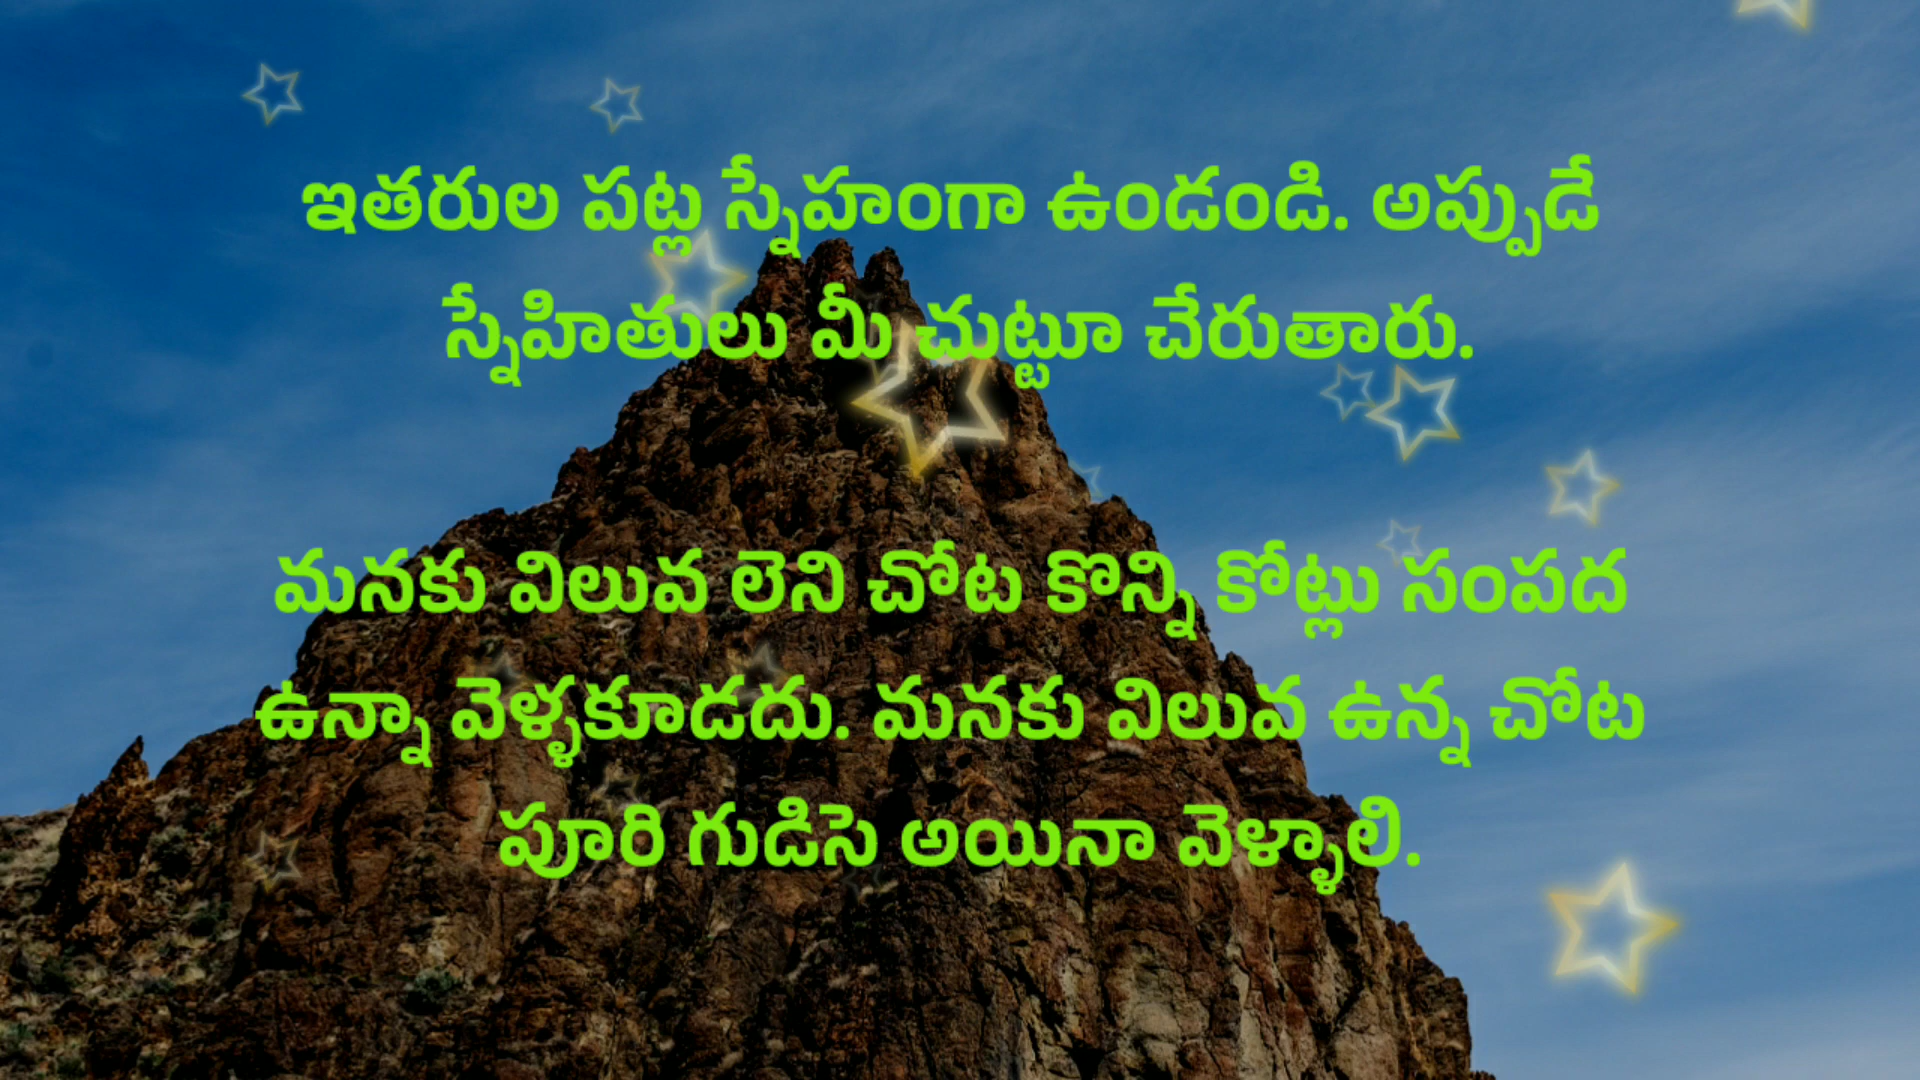 ఇతరుల పట్ల స్నేహంగా ఉండండి. అప్పుడే
స్నేహితులు మీ చుట్టూ చేరుతారు.
మనకు విలువ లెని చోట కొన్ని కోట్లు సంపద
ఉన్నా వెళ్ళకూడదు. మనకు విలువ ఉన్న చోట
పూరి గుడిసె అయినా వెళ్ళాలి.